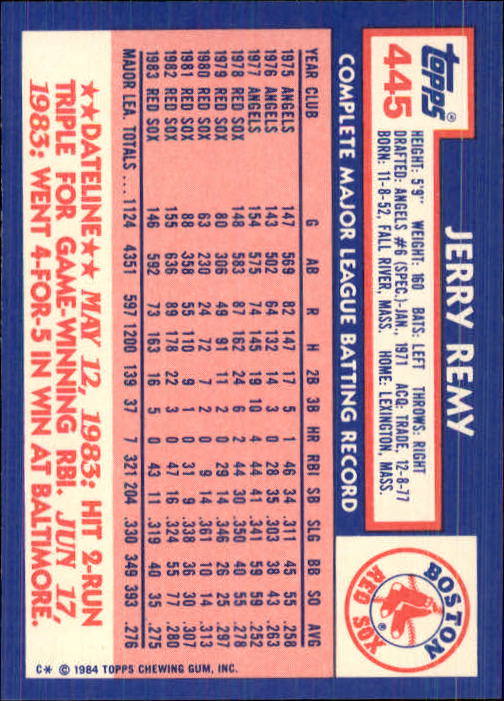 topps®
445
JERRY REMY
HEIGHT: 5'9" WEIGHT: 160 BATS: LEFT THROWS: RIGHT
DRAFTED: ANGELS #6 (SPEC.)-JAN., 1971 ACQ: TRADE, 12-8-77
BORN: 11-8-52, FALL RIVER, MASS. HOME: LEXINGTON, MASS.
BOSTON
RED SOX
COMPLETE MAJOR LEAGUE BATTING RECORD
YEAR CLUB G AB R H 2B 3B HR RBI SB SLG BB SO AVG
1975 ANGELS 147 569 82 147 17 5 1 46 34 .311 45 55 .258
1976 ANGELS 143 502 64 132 14 3 0 28 35 .303 38 43 .263
1977 ANGELS 154 575 74 145 19 10 4 44 41 .341 59 59 .252
1978 RED SOX 148 583 87 162 24 6 2 44 30 .350 40 55 .278
1979 RED SOX 80 306 49 91 11 2 0 29 14 .346 26 25 .297
1980 RED SOX 63 230 24 72 7 2 0 9 14 .361 10 14 .313
1981 RED SOX 88 358 55 110 9 1 0 31 9 .338 36 30 .307
1982 RED SOX 155 636 89 178 22 3 0 47 16 .324 55 77 .280
1983 RED SOX 146 592 73 163 16 5 0 43 11 .319 40 35 .275
MAJOR LEA. TOTALS ... 1124 4351 597 1200 139 37 7 321 204 .330 349 393 .276
★★DATELINE★★ MAY 12, 1983: HIT 2-RUN
TRIPLE FOR GAME-WINNING RBI. JUN 17,
1983: WENT 4-FOR-5 IN WIN AT BALTIMORE.
C* © 1984 TOPPS CHEWING GUM, INC.